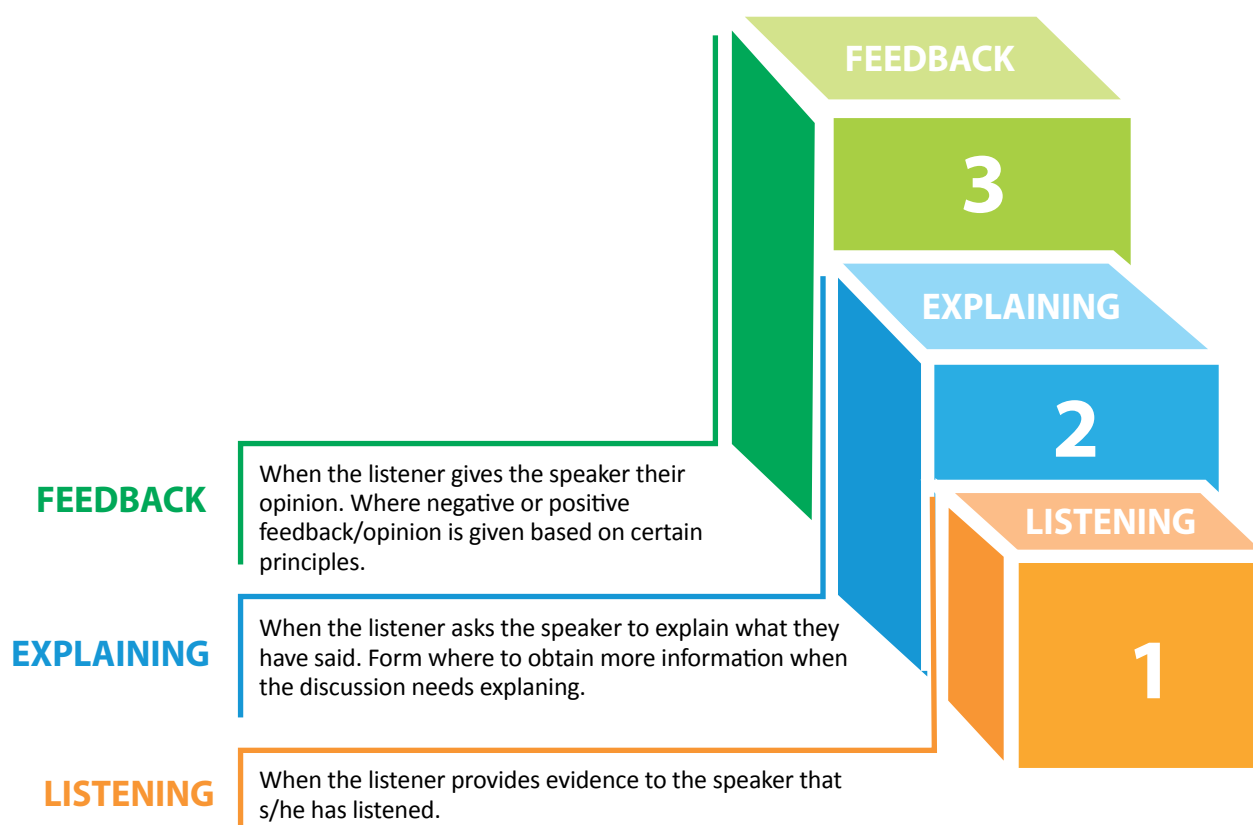 FEEDBACK
3
EXPLAINING
2
LISTENING
1
FEEDBACK
When the listener gives the speaker their
opinion. Where negative or positive
feedback/opinion is given based on certain
principles.
EXPLAINING
When the listener asks the speaker to explain what they
have said. Form where to obtain more information when
the discussion needs explaning.
LISTENING
When the listener provides evidence to the speaker that
s/he has listened.